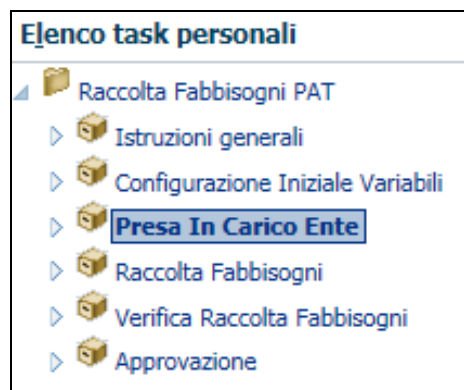 Elenco task personali
Raccolta Fabbisogni PAT
Istruzioni generali
Configurazione Iniziale Variabili
Presa In Carico Ente
Raccolta Fabbisogni
Verifica Raccolta Fabbisogni
Approvazione